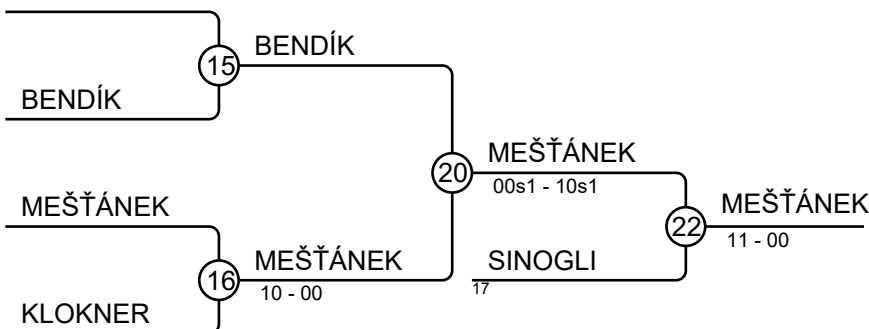 BENDÍK
15
BENDÍK
MEŠŤÁNEK
20
00s1 - 10s1
MEŠŤÁNEK
MEŠŤÁNEK
22
11 - 00
MEŠŤÁNEK
16
10 - 00
SINOGLI
17
KLOKNER